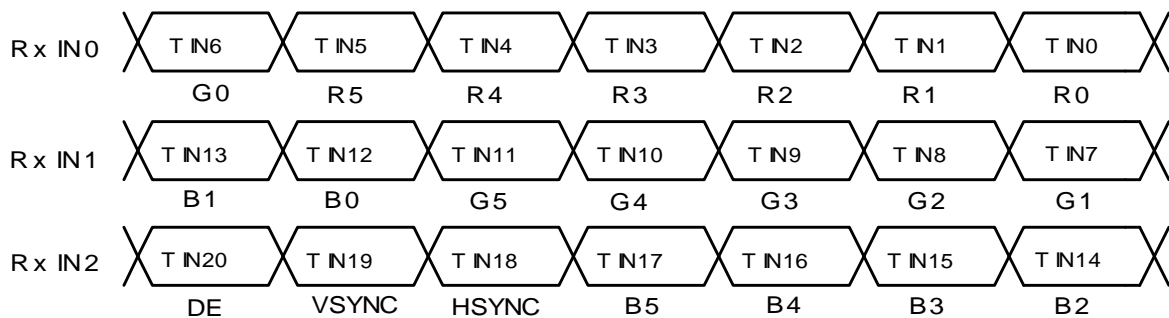 Rx IN0 TIN6 TIN5 TIN4 TIN3 TIN2 TIN1 TIN0
G0 R5 R4 R3 R2 R1 R0
Rx IN1 TIN13 TIN12 TIN11 TIN10 TIN9 TIN8 TIN7
B1 B0 G5 G4 G3 G2 G1
Rx IN2 TIN20 TIN19 TIN18 TIN17 TIN16 TIN15 TIN14
DE VSYNC HSYNC B5 B4 B3 B2